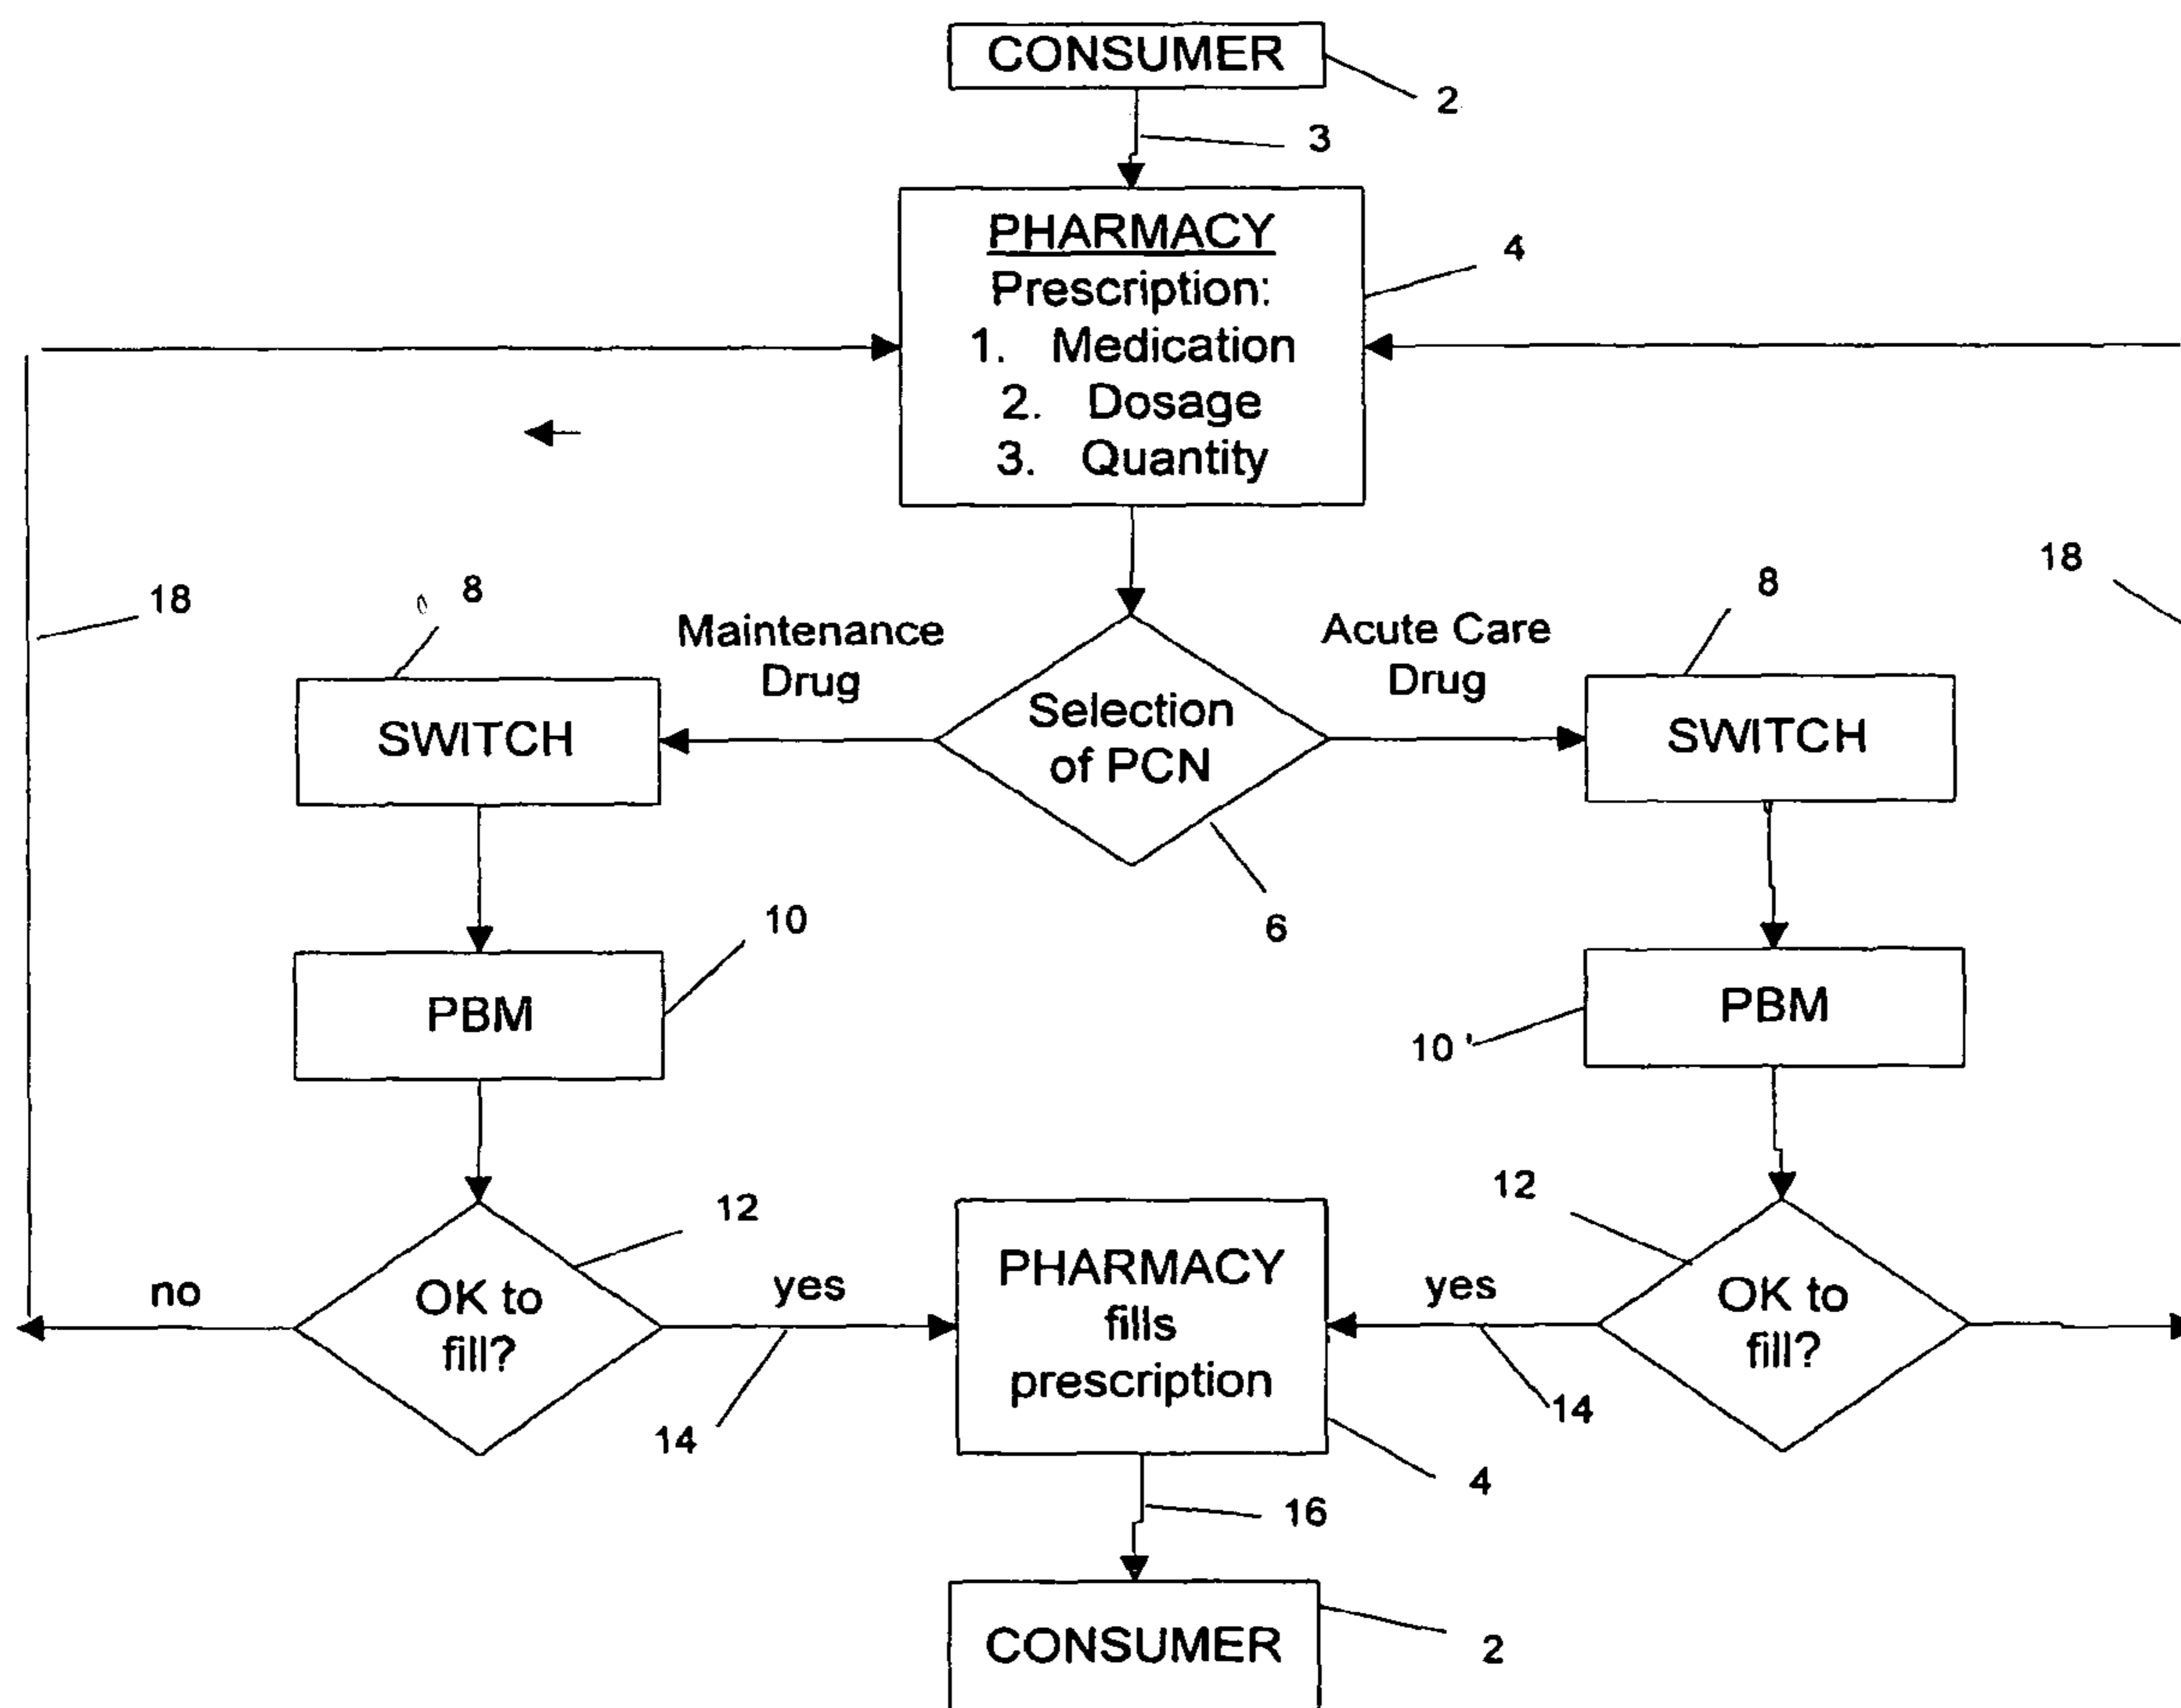 CONSUMER
2
3
PHARMACY
Prescription:
1. Medication
2. Dosage
3. Quantity
4
18
8
Maintenance
Drug
Selection
of PCN
6
Acute Care
Drug
8
18
SWITCH
SWITCH
PBM
10
PBM
10'
OK to
fill?
12
no
yes
14
PHARMACY
fills
prescription
4
yes
14
OK to
fill?
12
16
CONSUMER
2